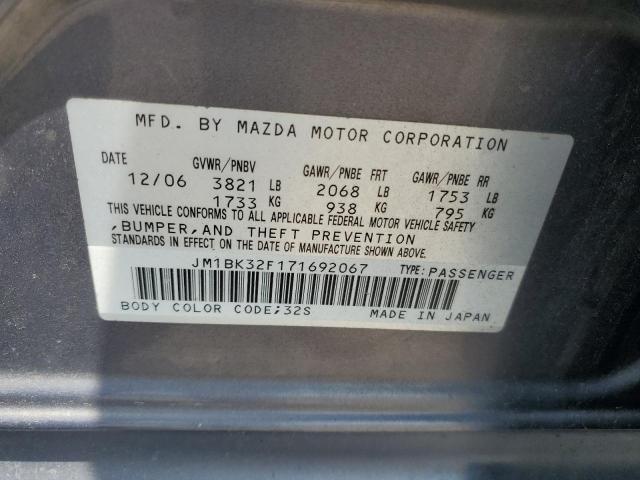 MFD. BY MAZDA MOTOR CORPORATION
DATE GVWR/PNBV GAWR/PNBE FRT GAWR/PNBE RR
12/06 3821 LB 2068 LB 1753 LB
1733 KG 938 KG 795 KG
THIS VEHICLE CONFORMS TO ALL APPLICABLE FEDERAL MOTOR VEHICLE SAFETY
,BUMPER,AND THEFT PREVENTION
STANDARDS IN EFFECT ON THE DATE OF MANUFACTURE SHOWN ABOVE.
JM1BK32F171692067 TYPE:PASSENGER
BODY COLOR CODE;32S MADE IN JAPAN